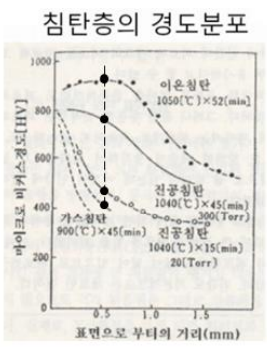 침탄층의 경도분포
마이크로 비커스경도[HV]
1000
800
600
400
200
0
이온침탄
1050(℃)×52(min)
진공침탄
1040(℃)×45(min)
300(Torr)
가스침탄
900(℃)×45(min)
진공침탄
1040(℃)×15(min)
20(Torr)
0.5
1.0
1.5
표면으로 부터의 거리(mm)